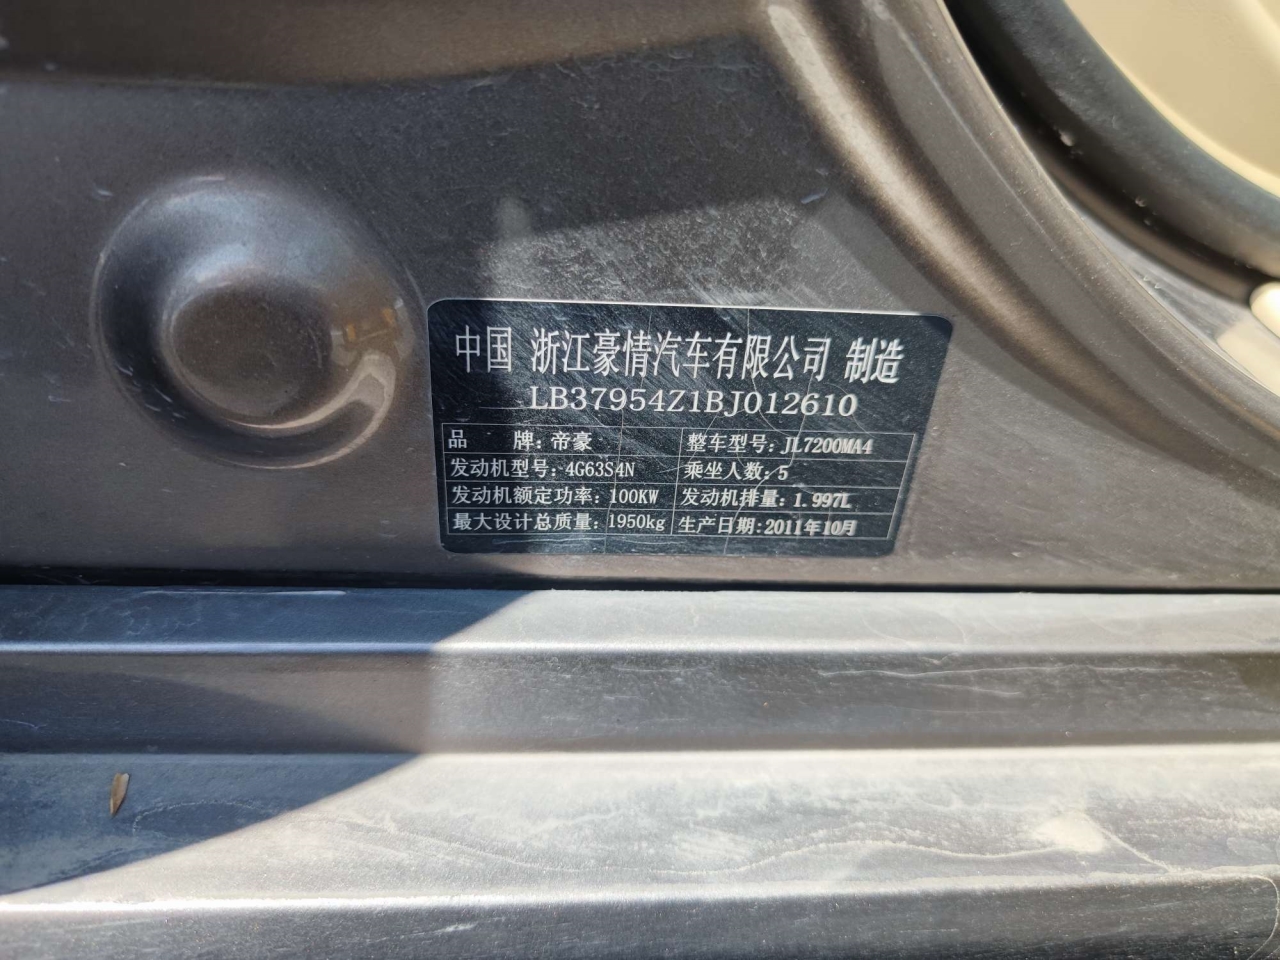 中国 浙江豪情汽车有限公司 制造
LB37954Z1BJ012610
品 牌: 帝豪 整车型号: JL7200MA4
发动机型号: 4G63S4N 乘坐人数: 5
发动机额定功率: 100KW 发动机排量: 1.997L
最大设计总质量: 1950kg 生产日期: 2011年10月